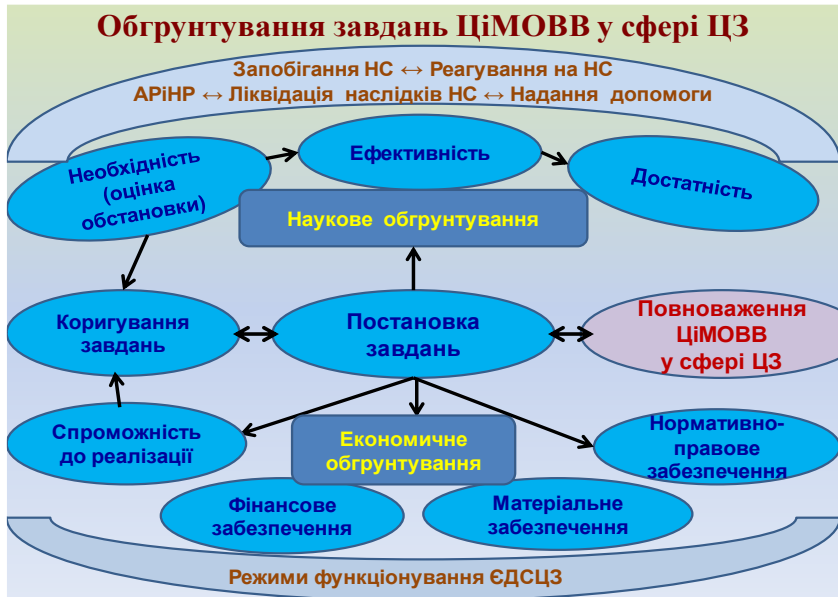 Обгрунтування завдань ЦіМОВВ у сфері ЦЗ
Запобігання НС ↔ Реагування на НС
АРіНР ↔ Ліквідація наслідків НС ↔ Надання допомоги
Необхідність
(оцінка
обстановки)
Ефективність
Достатність
Наукове обгрунтування
Коригування
завдань
Постановка
завдань
Повноваження
ЦіМОВВ
у сфері ЦЗ
Спроможність
до реалізації
Економичне
обгрунтування
Нормативно-
правове
забезпечення
Фінансове
забезпечення
Матеріальне
забезпечення
Режими функціонування ЄДСЦЗ